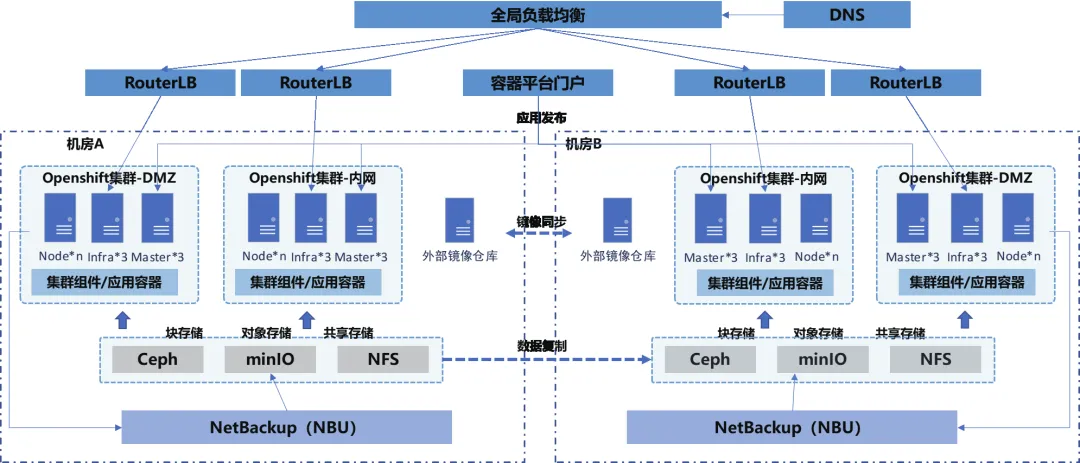 全局负载均衡
DNS
RouterLB
RouterLB
容器平台门户
RouterLB
RouterLB
应用发布
机房A
机房B
Openshift集群-DMZ
Openshift集群-内网
Openshift集群-内网
Openshift集群-DMZ
镜像同步
Node*n Infra*3 Master*3
Node*n Infra*3 Master*3
外部镜像仓库
外部镜像仓库
Master*3 Infra*3 Node*n
Master*3 Infra*3 Node*n
集群组件/应用容器
集群组件/应用容器
集群组件/应用容器
集群组件/应用容器
块存储 对象存储 共享存储
块存储 对象存储 共享存储
数据复制
Ceph minIO NFS
Ceph minIO NFS
NetBackup（NBU）
NetBackup（NBU）